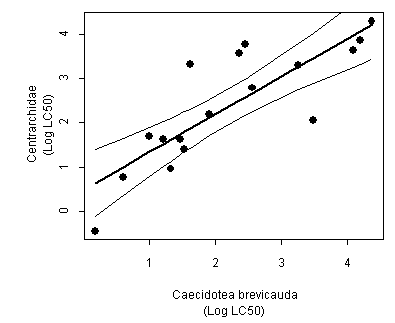 Centrarchidae
(Log LC50)
4
3
2
1
0
1 2 3 4
Caecidotea brevicauda
(Log LC50)